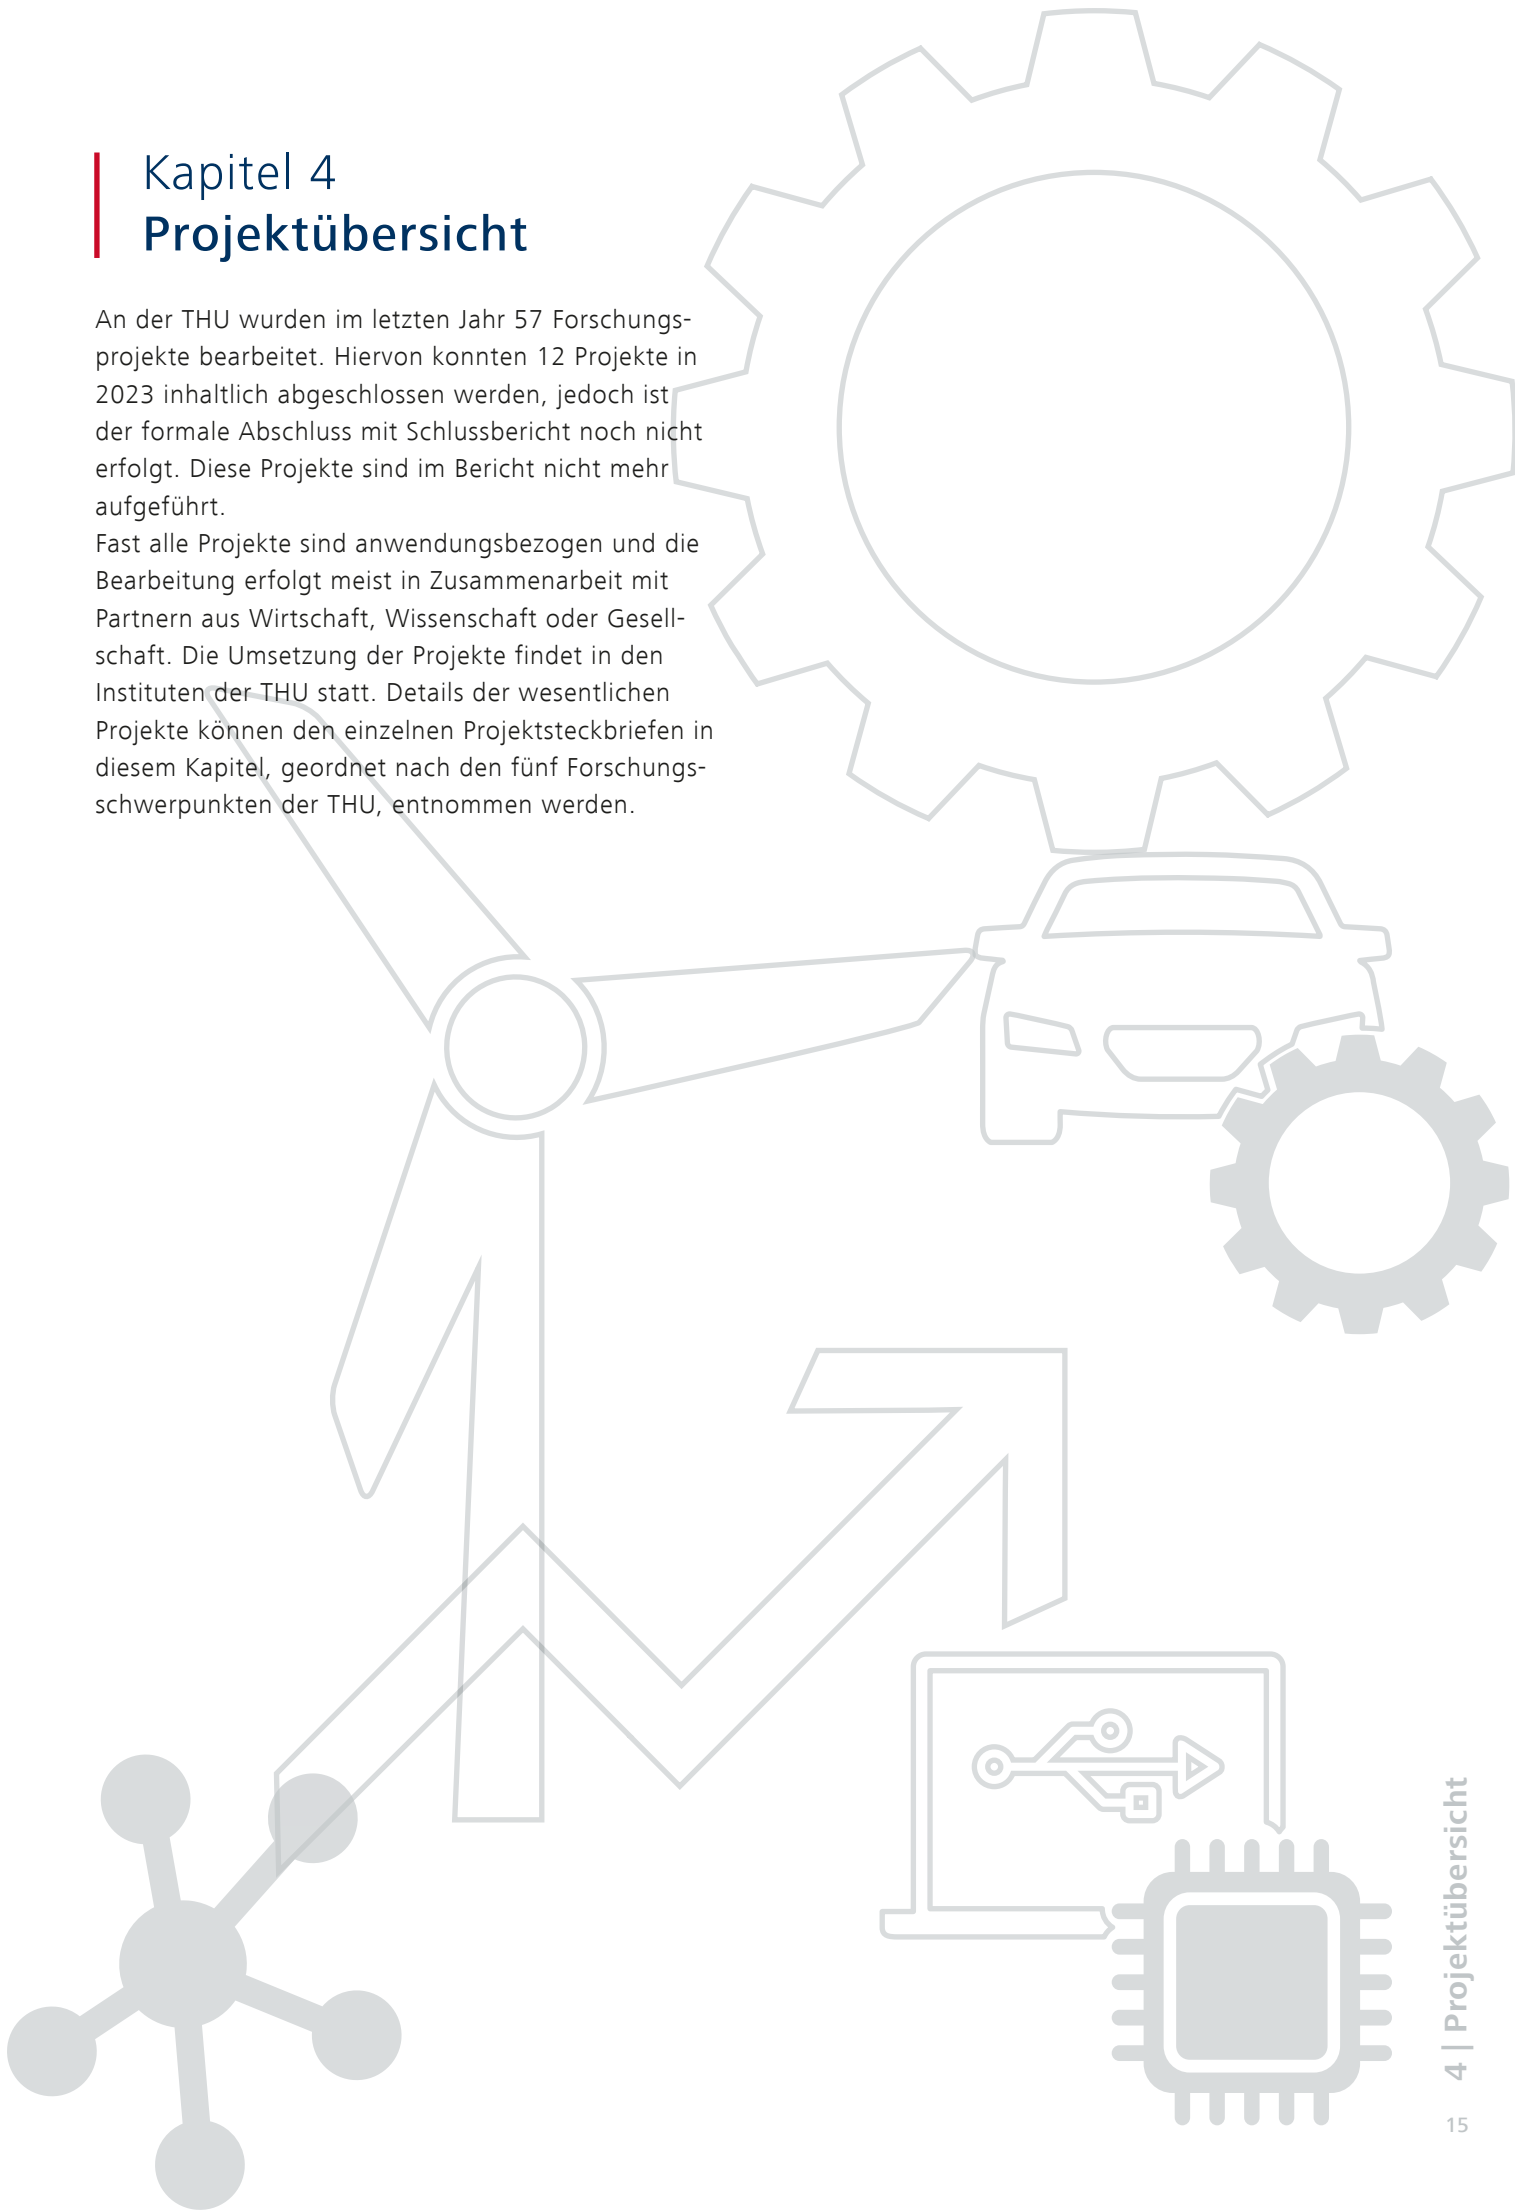 Kapitel 4
Projektübersicht
An der THU wurden im letzten Jahr 57 Forschungs-
projekte bearbeitet. Hiervon konnten 12 Projekte in
2023 inhaltlich abgeschlossen werden, jedoch ist
der formale Abschluss mit Schlussbericht noch nicht
erfolgt. Diese Projekte sind im Bericht nicht mehr
aufgeführt.
Fast alle Projekte sind anwendungsbezogen und die
Bearbeitung erfolgt meist in Zusammenarbeit mit
Partnern aus Wirtschaft, Wissenschaft oder Gesell-
schaft. Die Umsetzung der Projekte findet in den
Instituten der THU statt. Details der wesentlichen
Projekte können den einzelnen Projektsteckbriefen in
diesem Kapitel, geordnet nach den fünf Forschungs-
schwerpunkten der THU, entnommen werden.
4 | Projektübersicht
15